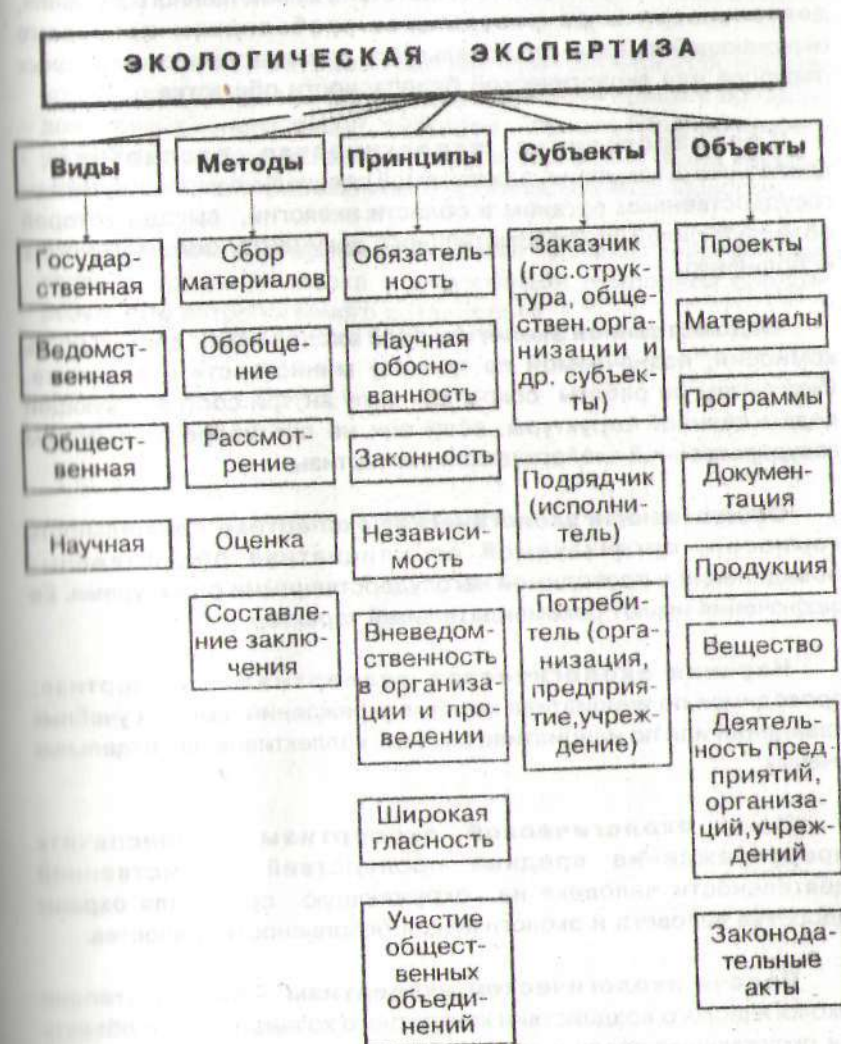 ЭКОЛОГИЧЕСКАЯ ЭКСПЕРТИЗА
Виды
Государ-
ственная
Ведомст-
венная
Общест-
венная
Научная
Методы
Сбор
материалов
Обобще-
ние
Рассмот-
рение
Оценка
Составле-
ние заклю-
чения
Принципы
Обязатель-
ность
Научная
обосно-
ванность
Законность
Независи-
мость
Вневедом-
ственность
в организа-
ции и про-
ведении
Широкая
гласность
Участие
общест-
венных
объеди-
нений
Субъекты
Заказчик
(гос.струк-
тура, общe-
ствен.орга-
низации и
др. субъек-
ты)
Подрядчик
(исполни-
тель)
Потреби-
тель (орга-
низация,
предприя-
тие,учреж-
дение)
Объекты
Проекты
Материалы
Программы
Докумен-
тация
Продукция
Вещество
Деятель-
ность пред
приятий,
организа-
ций,учреж-
дений
Законода-
тельные
акты